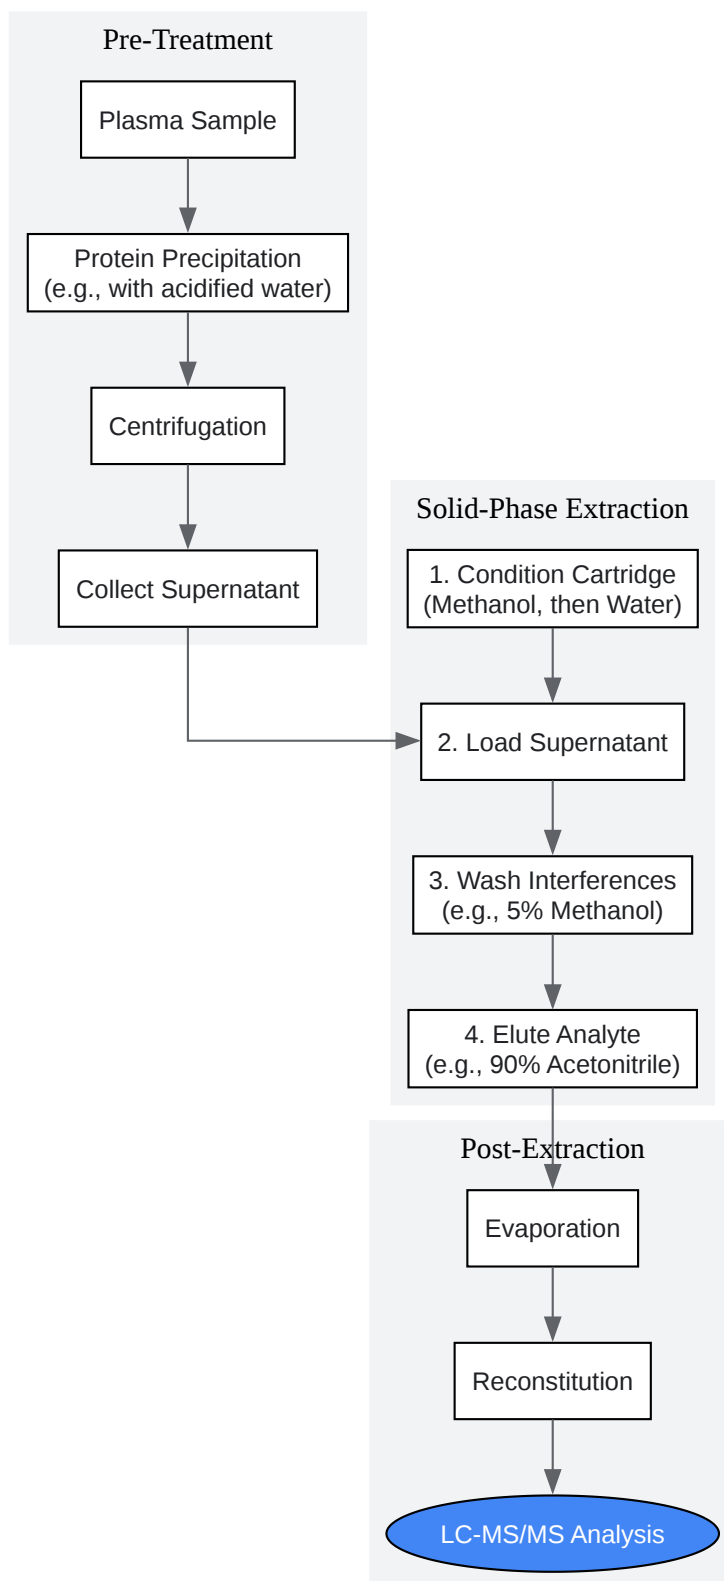 Pre-Treatment
Plasma Sample
Protein Precipitation
(e.g., with acidified water)
Centrifugation
Collect Supernatant
Solid-Phase Extraction
1. Condition Cartridge
(Methanol, then Water)
2. Load Supernatant
3. Wash Interferences
(e.g., 5% Methanol)
4. Elute Analyte
(e.g., 90% Acetonitrile)
Post-Extraction
Evaporation
Reconstitution
LC-MS/MS Analysis